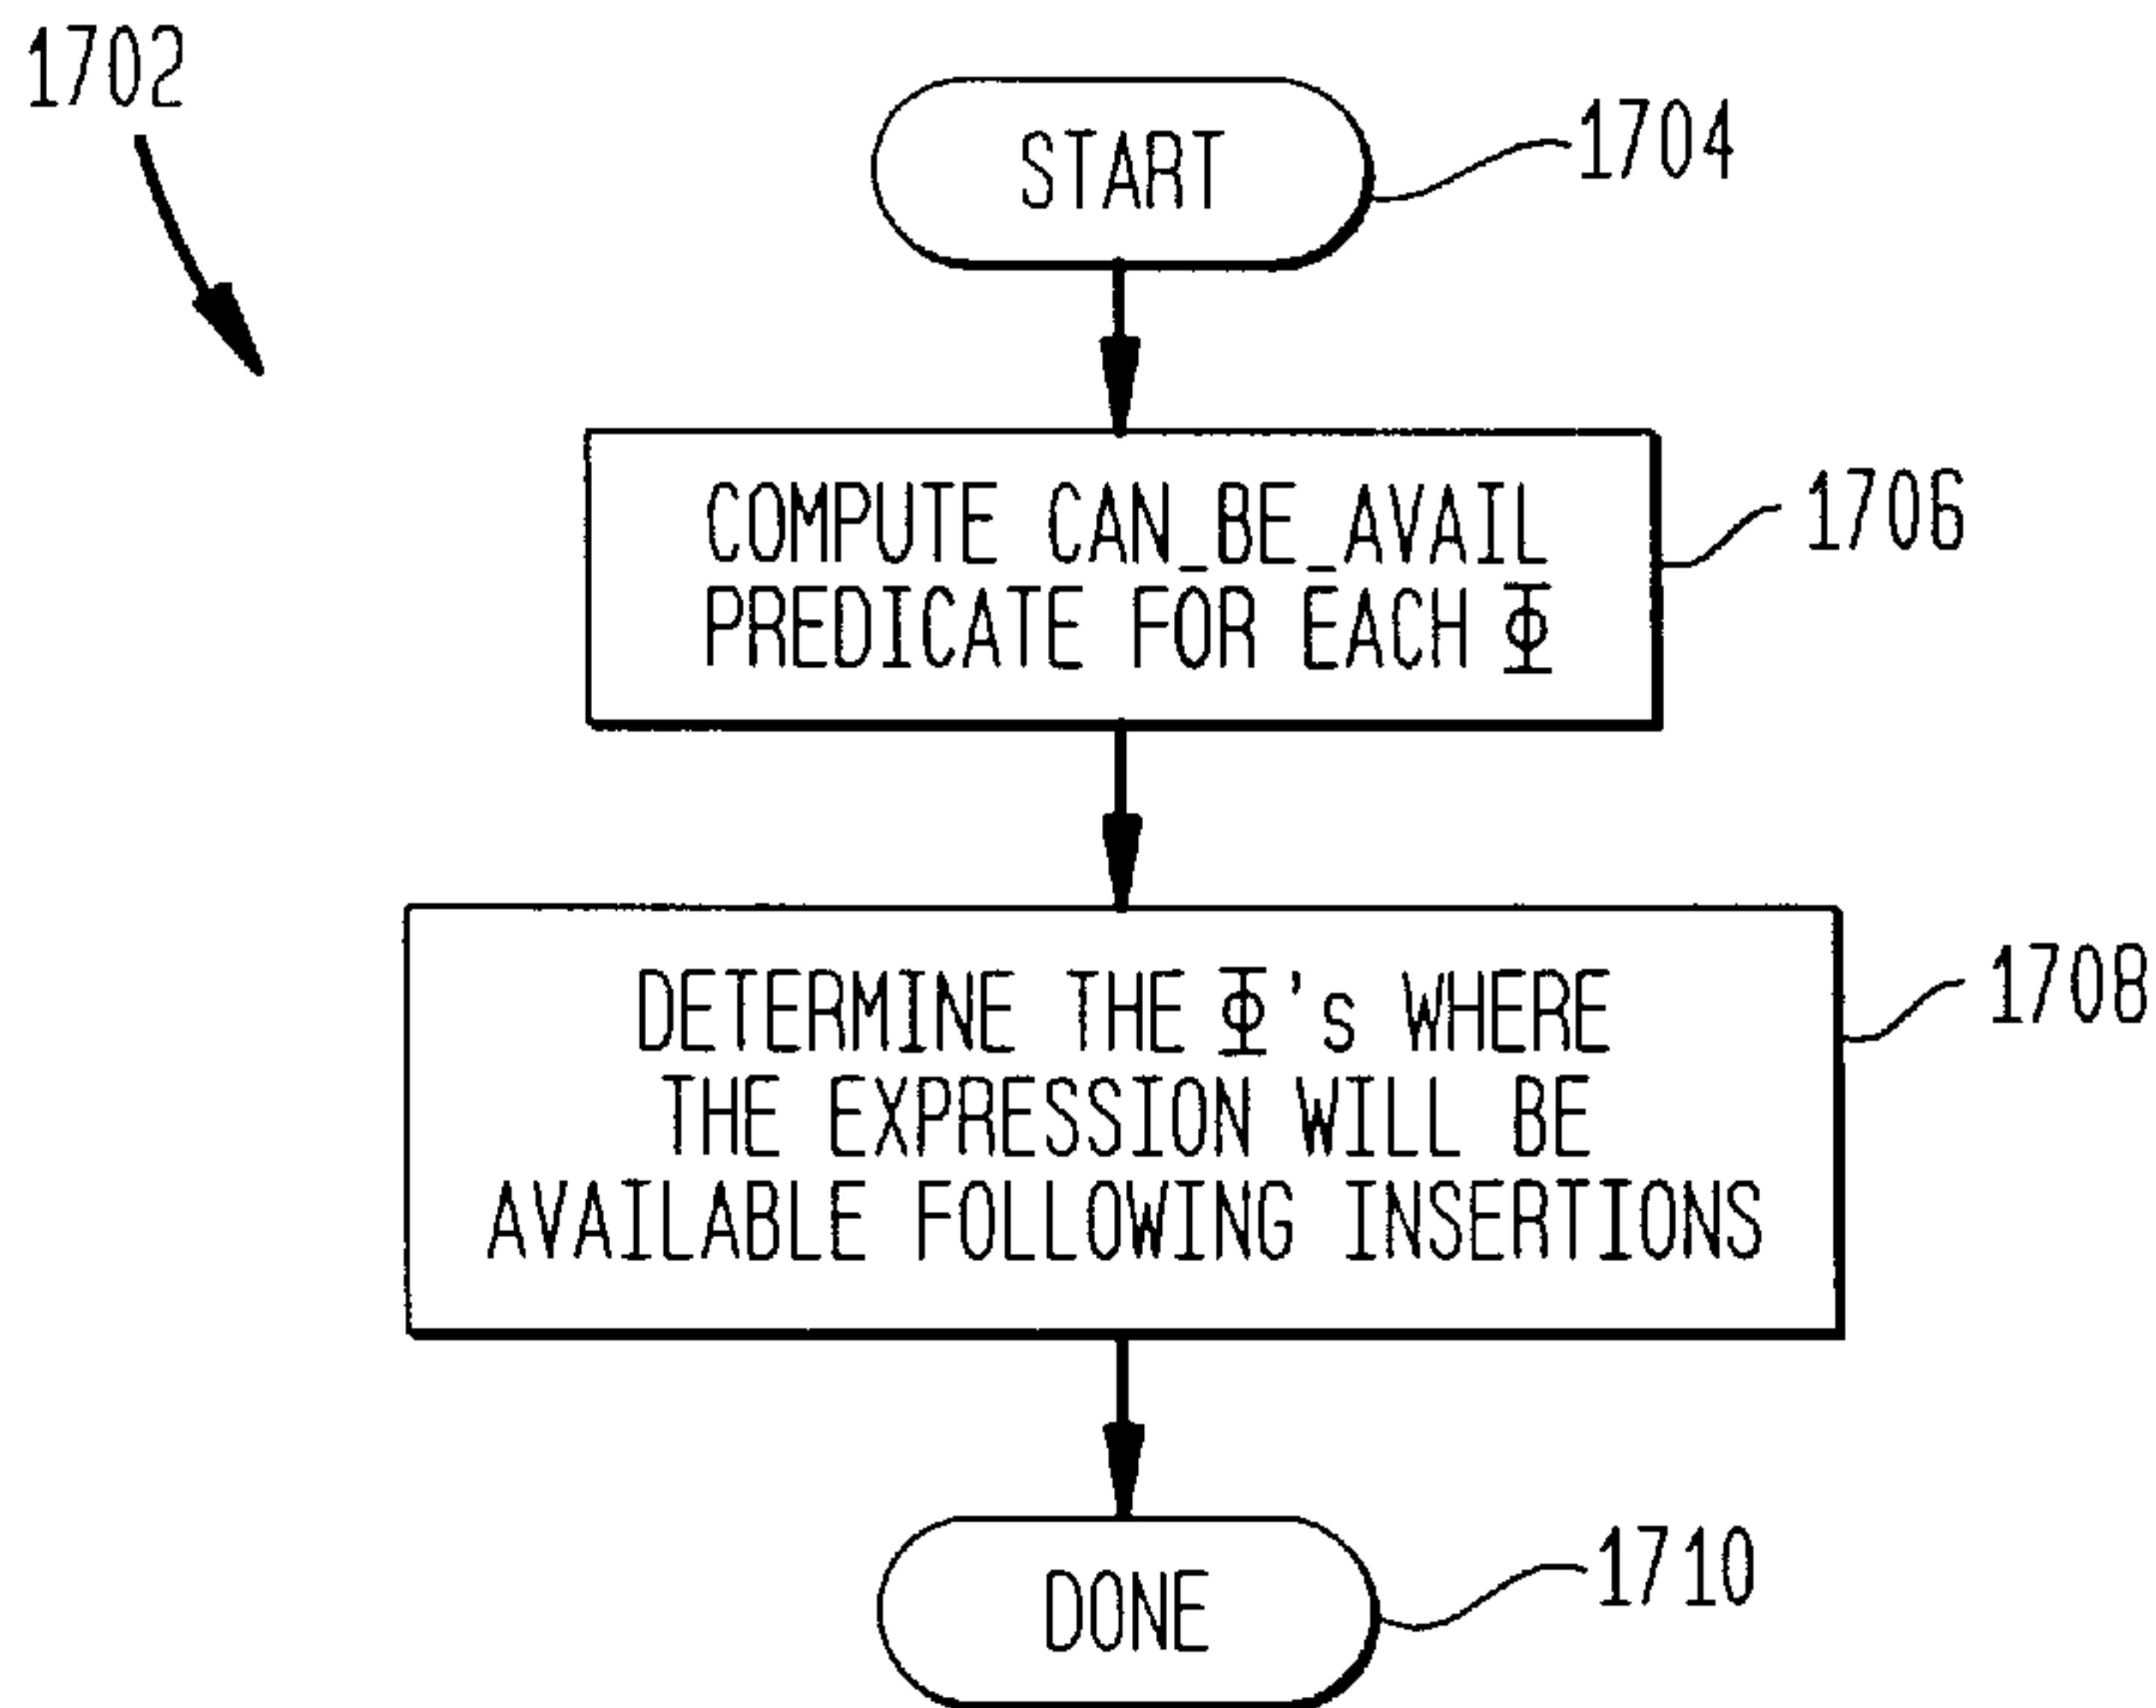 1702
START
1704
COMPUTE CAN_BE_AVAIL
PREDICATE FOR EACH Φ
1706
DETERMINE THE Φ's WHERE
THE EXPRESSION WILL BE
AVAILABLE FOLLOWING INSERTIONS
1708
DONE
1710